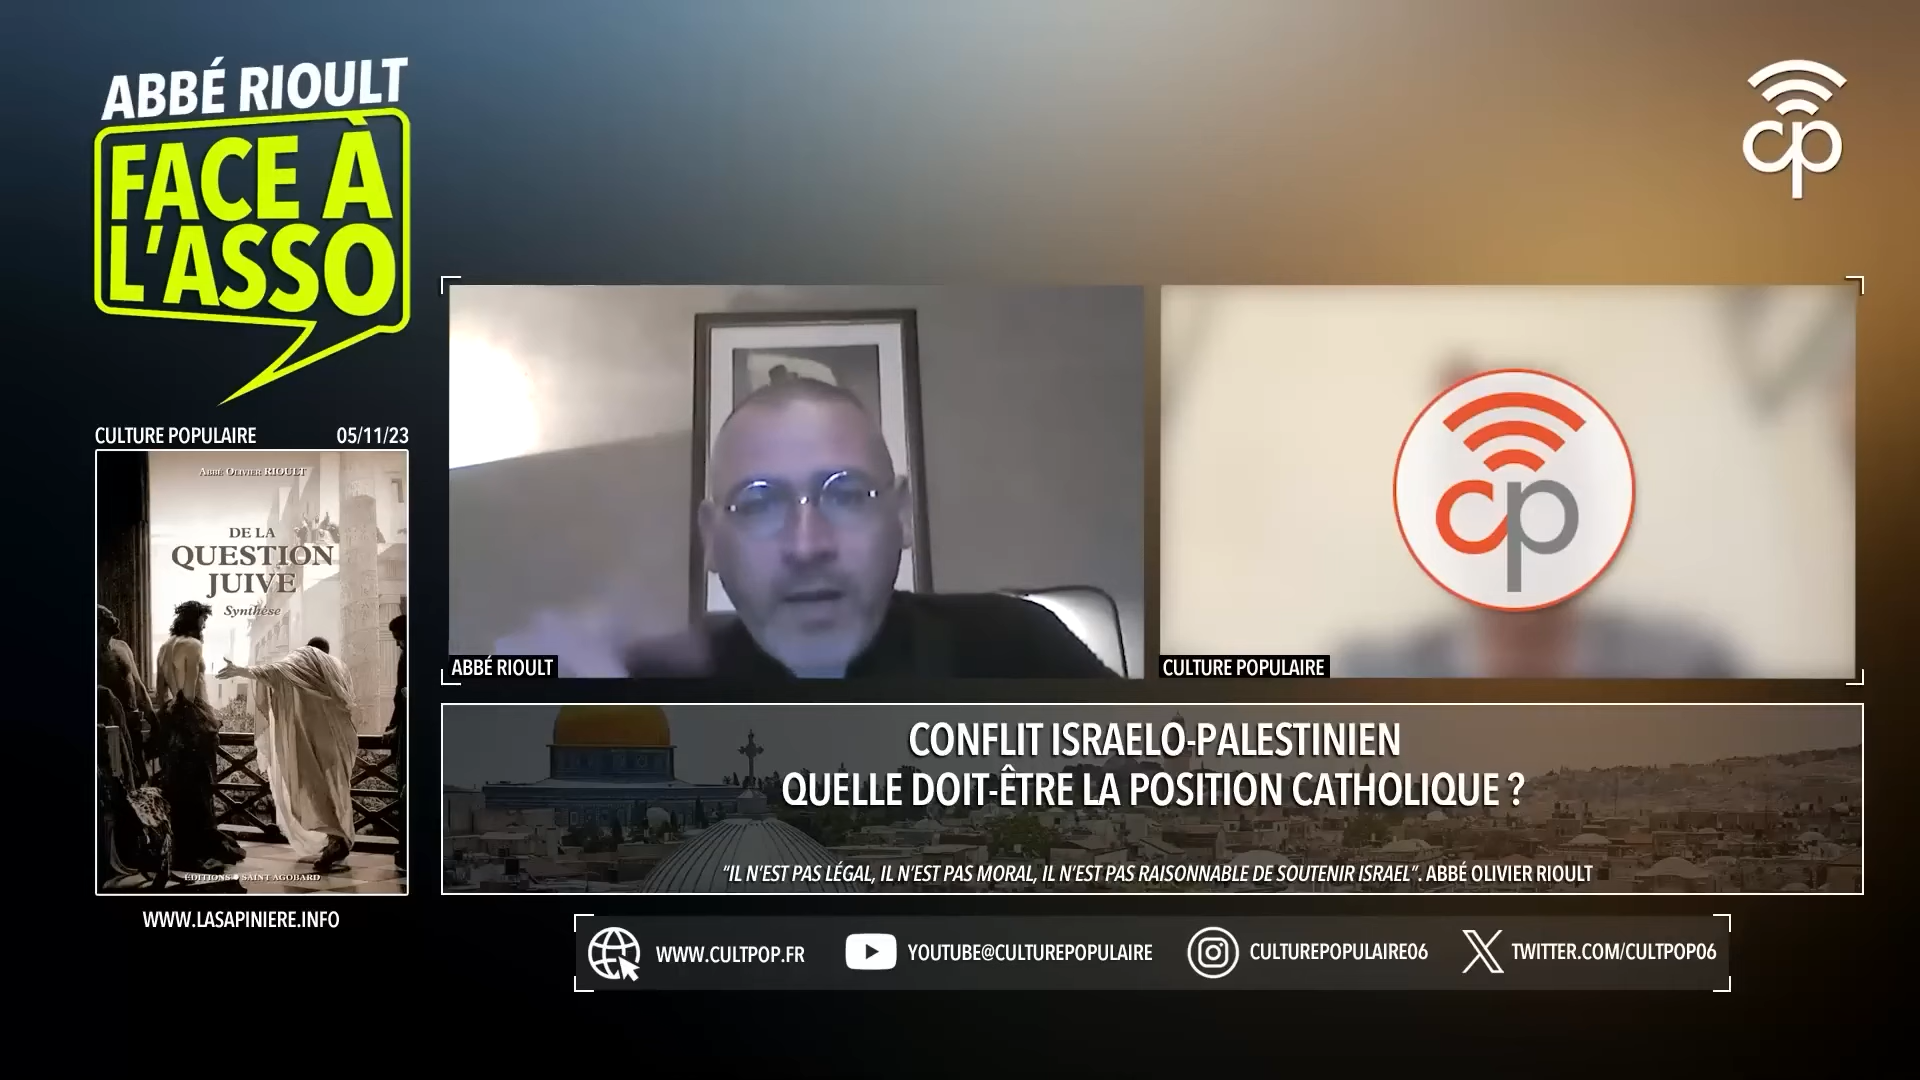 ABBÉ RIOULT
FACE À
L'ASSO
cp
CULTURE POPULAIRE 05/11/23
ABBÉ OLIVIER RIOULT
DE LA
QUESTION
JUIVE
Synthèse
ÉDITIONS SAINT AGOBARD
WWW.LASAPINIERE.INFO
cp
ABBÉ RIOULT
CULTURE POPULAIRE
CONFLIT ISRAELO-PALESTINIEN
QUELLE DOIT-ÊTRE LA POSITION CATHOLIQUE ?
"IL N'EST PAS LÉGAL, IL N'EST PAS MORAL, IL N'EST PAS RAISONNABLE DE SOUTENIR ISRAEL". ABBÉ OLIVIER RIOULT
WWW.CULTPOP.FR
YOUTUBE@CULTUREPOPULAIRE
CULTUREPOPULAIRE06
TWITTER.COM/CULTPOP06